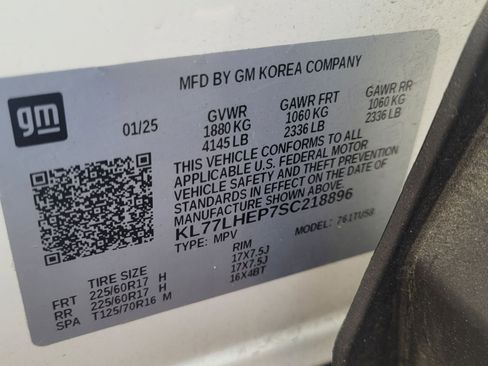 MFD BY GM KOREA COMPANY
gm
01/25 GVWR GAWR FRT GAWR RR
1880 KG 1060 KG 1060 KG
4145 LB 2336 LB 2336 LB
THIS VEHICLE CONFORMS TO ALL
APPLICABLE U.S. FEDERAL MOTOR
VEHICLE SAFETY AND THEFT PREVENTION
STANDARDS IN EFFECT ON THE DATE OF
MANUFACTURE SHOWN ABOVE.
KL77LHEP7SC218896
TYPE: MPV MODEL: 761TUS8
TIRE SIZE RIM
FRT 225/60R17 H 17X7.5J
RR 225/60R17 H 17X7.5J
SPA T125/70R16 M 16X4BT